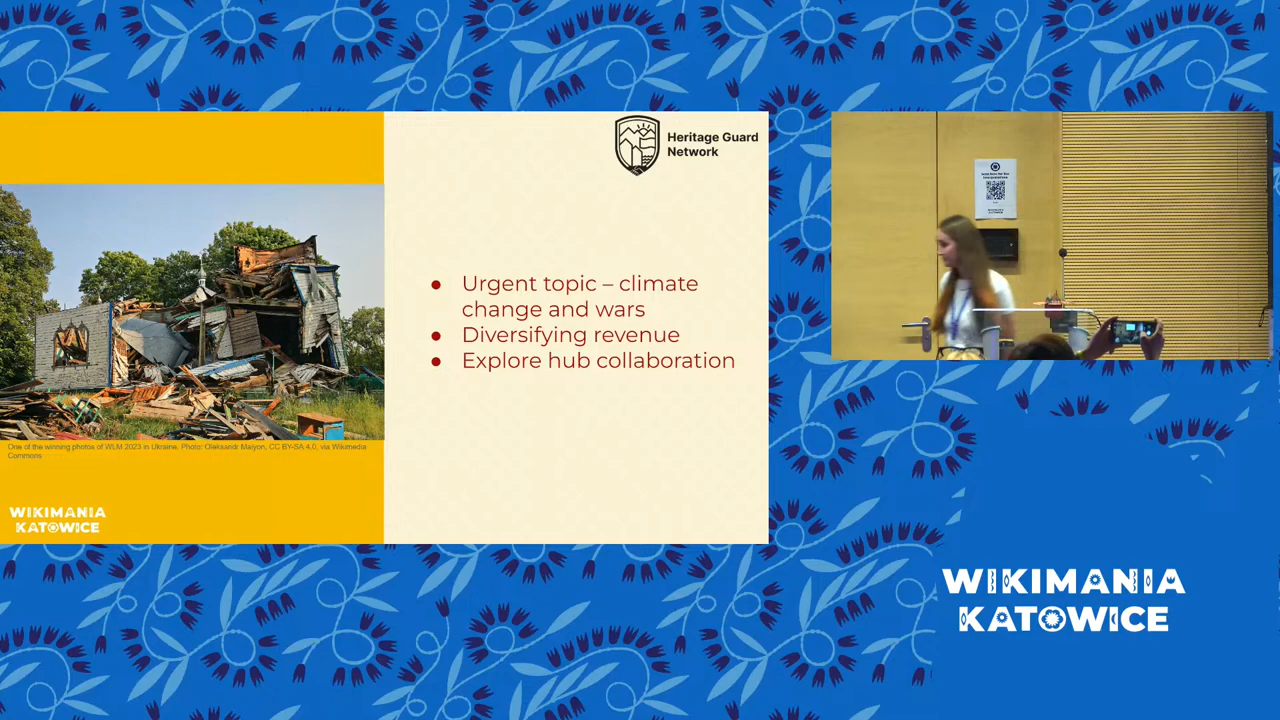 Heritage Guard
Network
● Urgent topic – climate
change and wars
● Diversifying revenue
● Explore hub collaboration
One of the winning photos of WLM 2023 in Ukraine. Photo: Oleksandr Malyon, CC BY-SA 4.0, via Wikimedia
Commons
WIKIMANIA
KATOWICE
WIKIMANIA
KATOWICE